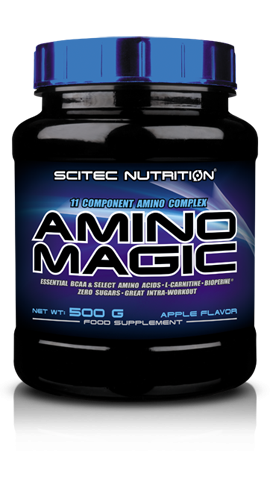 SCITEC NUTRITION®
11 COMPONENT AMINO COMPLEX
AMINO
MAGIC
ESSENTIAL BCAA & SELECT AMINO ACIDS • L-CARNITINE • BIOPERINE®
ZERO SUGARS • GREAT INTRA-WORKOUT
NET WT: 500 G APPLE FLAVOR
FOOD SUPPLEMENT